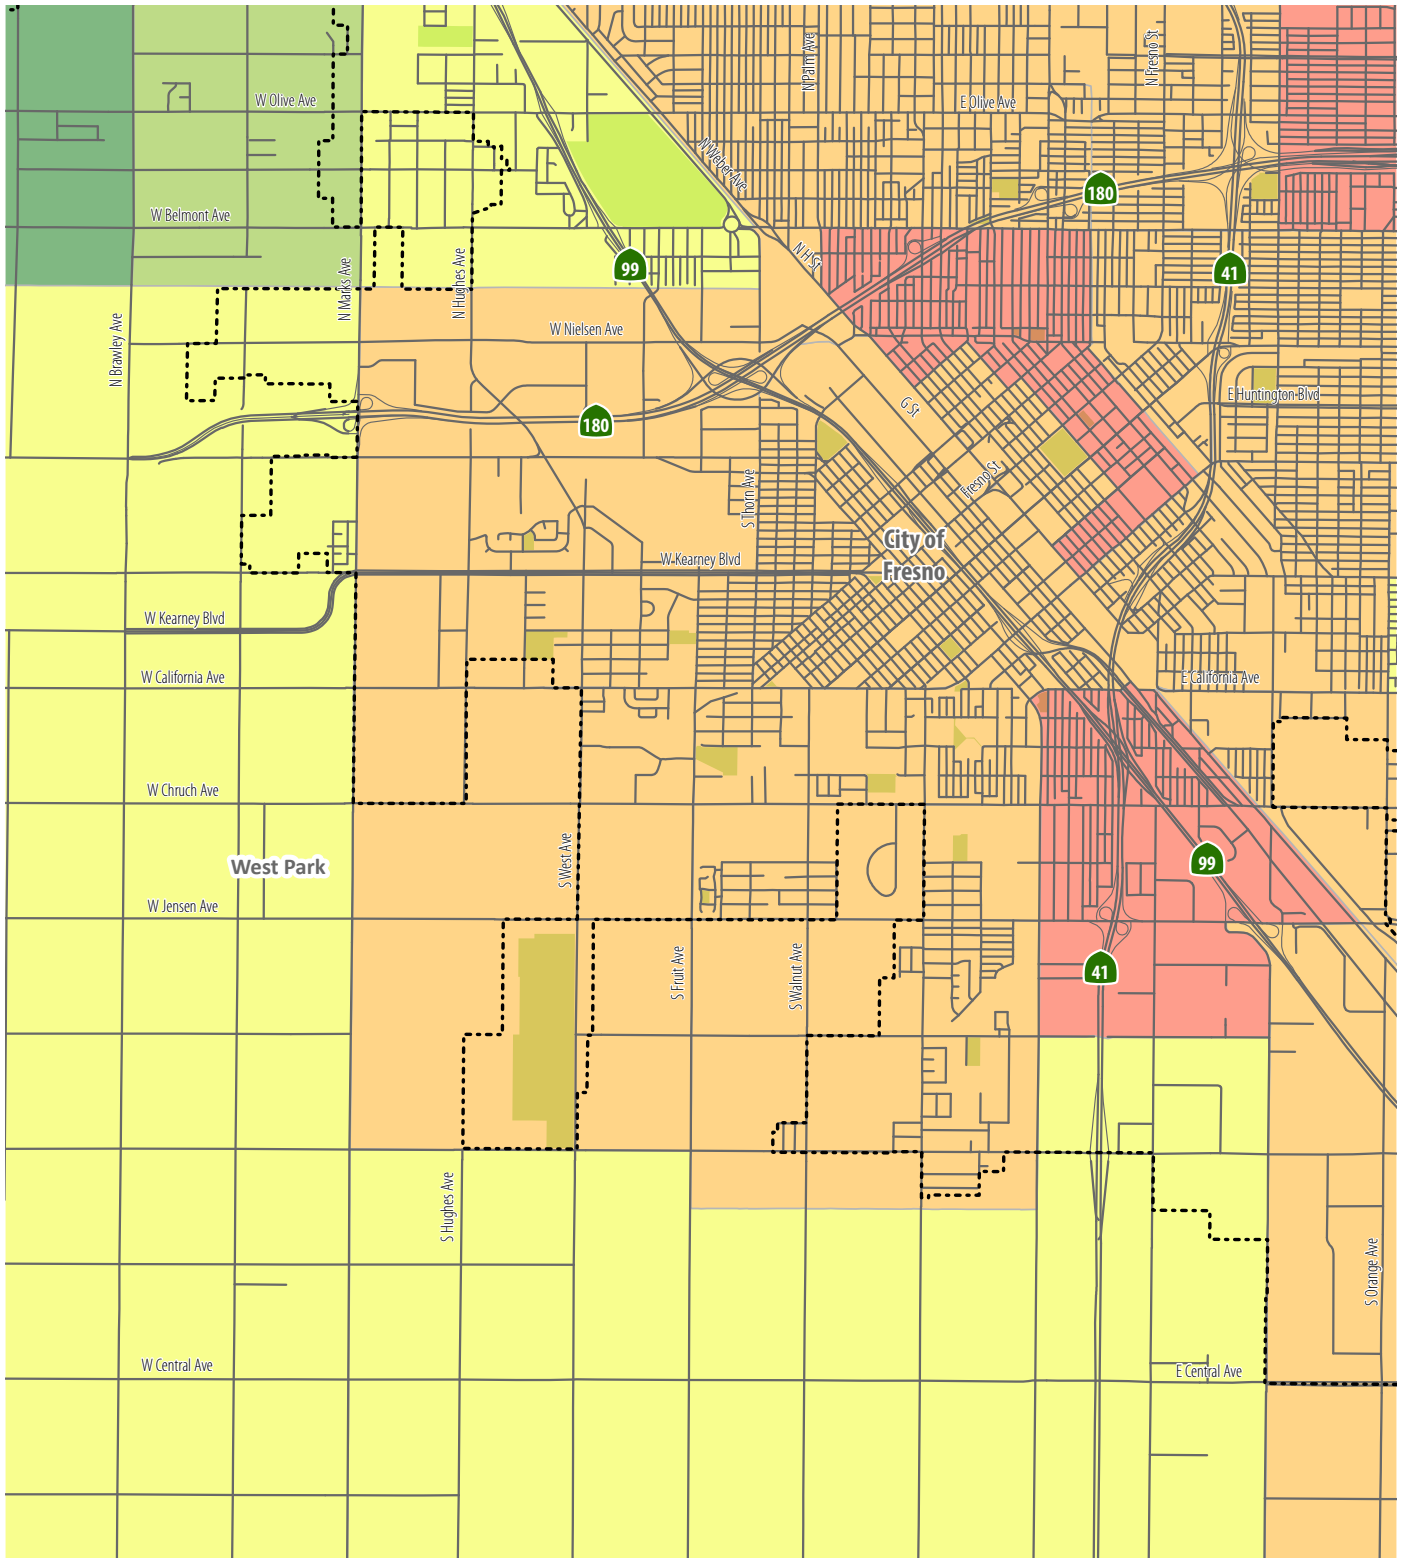 N Palm Ave
N Fresno St
W Olive Ave
E Olive Ave
N Weber Ave
180
W Belmont Ave
N H St
99
41
N Marks Ave
N Hughes Ave
N Brawley Ave
W Nielsen Ave
E Huntington Blvd
G St
180
Fresno St
S Thorn Ave
City of
Fresno
W Kearney Blvd
W Kearney Blvd
W California Ave
E California Ave
W Chruch Ave
West Park
S West Ave
99
W Jensen Ave
S Fruit Ave
S Walnut Ave
41
S Hughes Ave
S Orange Ave
W Central Ave
E Central Ave